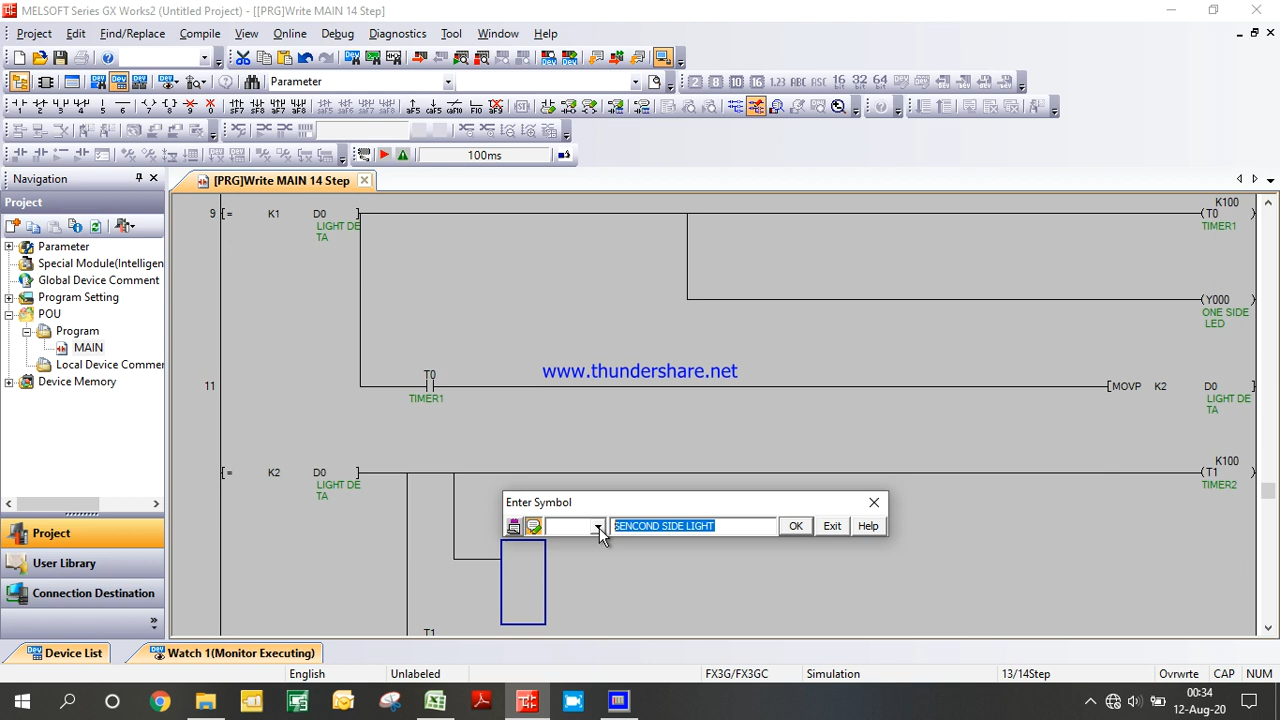 MELSOFT Series GX Works2 (Untitled Project) - [[PRG]Write MAIN 14 Step]
Project Edit Find/Replace Compile View Online Debug Diagnostics Tool Window Help
Parameter
100ms
Navigation
[PRG]Write MAIN 14 Step
Project
Parameter
Special Module(Intelligen
Global Device Comment
Program Setting
POU
Program
MAIN
Local Device Commen
Device Memory
Project
User Library
Connection Destination
K100
9 [= K1 D0 ] (T0 )
LIGHT DE
TA
TIMER1
(Y000 )
ONE SIDE
LED
www.thundershare.net
T0
11 [MOVP K2 D0 ]
TIMER1
LIGHT DE
TA
K100
[= K2 D0 ] (T1 )
LIGHT DE
TA
TIMER2
Enter Symbol
SENCOND SIDE LIGHT OK Exit Help
T1
Device List Watch 1(Monitor Executing)
English Unlabeled FX3G/FX3GC Simulation 13/14Step Ovrwrte CAP NUM
00:34
12-Aug-20